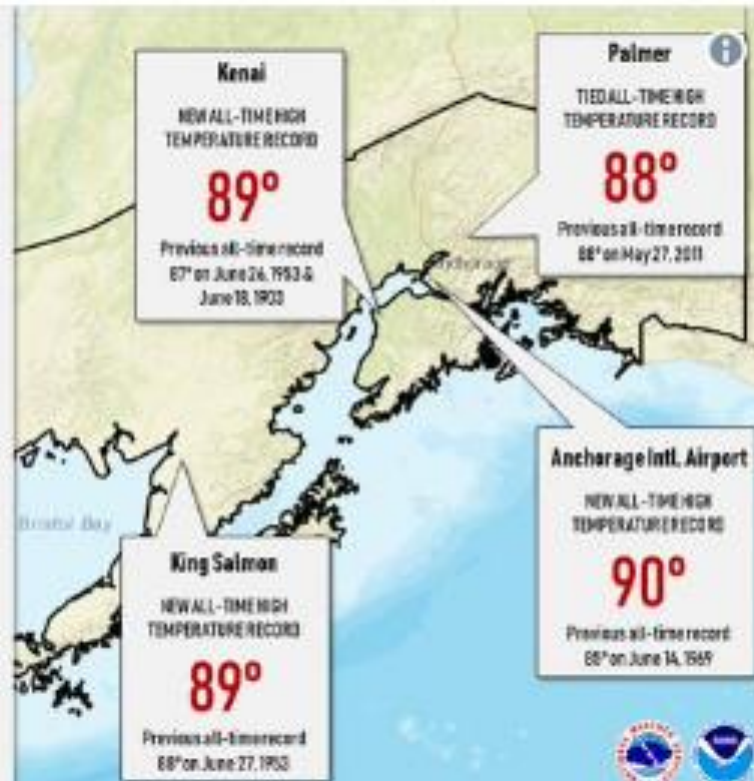 Kenai
NEW ALL-TIME HIGH
TEMPERATURE RECORD
89°
Previous all-time record
87° on June 26, 1953 &
June 18, 1903
Palmer
TIED ALL-TIME HIGH
TEMPERATURE RECORD
88°
Previous all-time record
88° on May 27, 2011
Anchorage
Anchorage Intl. Airport
NEW ALL-TIME HIGH
TEMPERATURE RECORD
90°
Previous all-time record
85° on June 14, 1969
Bristol Bay
King Salmon
NEW ALL-TIME HIGH
TEMPERATURE RECORD
89°
Previous all-time record
88° on June 27, 1953